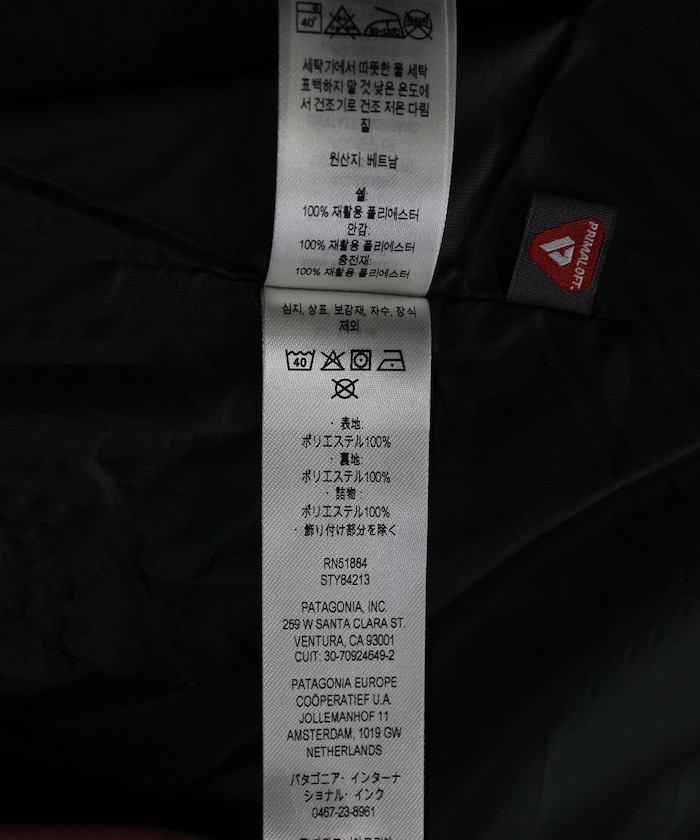 40°
세탁기에서 따뜻한 물 세탁
표백하지 말 것 낮은 온도에
서 건조기로 건조 저온 다림
질
원산지: 베트남
쉘:
100% 재활용 폴리에스터
안감:
100% 재활용 폴리에스터
충전재:
100% 재활용 폴리에스터
심지, 상표, 보강재, 자수, 장식
제외
40
・表地:
ポリエステル100%
・裏地:
ポリエステル100%
・詰物:
ポリエステル100%
・飾り付け部分を除く
RN51884
STY84213
PATAGONIA, INC.
259 W SANTA CLARA ST.
VENTURA, CA 93001
CUIT: 30-70924649-2
PATAGONIA EUROPE
COÖPERATIEF U.A.
JOLLEMANHOF 11
AMSTERDAM, 1019 GW
NETHERLANDS
パタゴニア・インターナ
ショナル・インク
0467-23-8961
PRIMALOFT.